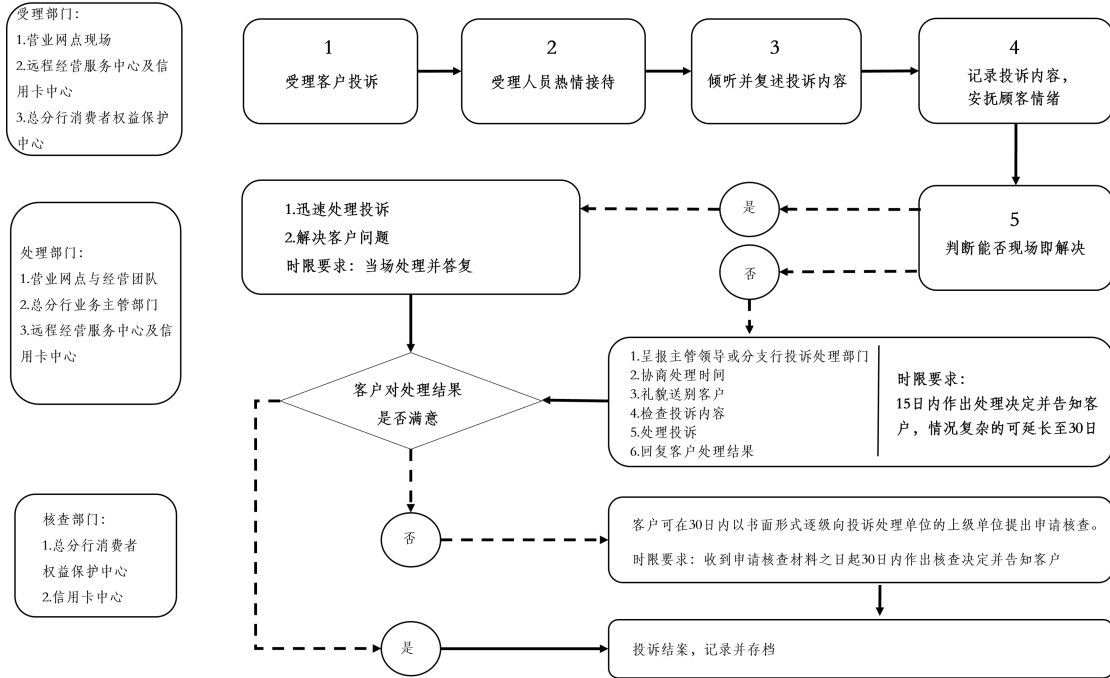 受理部门：
1.营业网点现场
2.远程经营服务中心及信
用卡中心
3.总分行消费者权益保护
中心
1
受理客户投诉
2
受理人员热情接待
3
倾听并复述投诉内容
4
记录投诉内容，
安抚顾客情绪
处理部门：
1.营业网点与经营团队
2.总分行业务主管部门
3.远程经营服务中心及信
用卡中心
1.迅速处理投诉
2.解决客户问题
时限要求：当场处理并答复
是
否
5
判断能否现场即解决
客户对处理结果
是否满意
1.呈报主管领导或分支行投诉处理部门
2.协商处理时间
3.礼貌送别客户
4.检查投诉内容
5.处理投诉
6.回复客户处理结果
时限要求：
15日内作出处理决定并告知客
户，情况复杂的可延长至30日
核查部门：
1.总分行消费者
权益保护中心
2.信用卡中心
否
客户可在30日内以书面形式逐级向投诉处理单位的上级单位提出申请核查。
时限要求：收到申请核查材料之日起30日内作出核查决定并告知客户
是
投诉结案，记录并存档